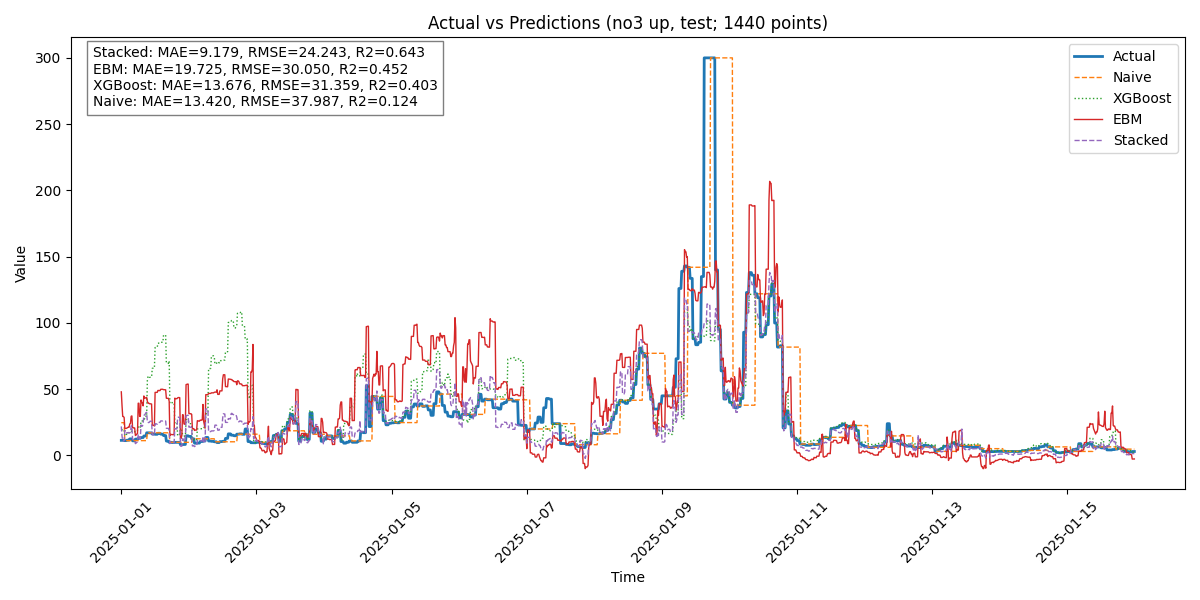 Actual vs Predictions (no3 up, test; 1440 points)
Stacked: MAE=9.179, RMSE=24.243, R2=0.643
EBM: MAE=19.725, RMSE=30.050, R2=0.452
XGBoost: MAE=13.676, RMSE=31.359, R2=0.403
Naive: MAE=13.420, RMSE=37.987, R2=0.124
Actual
Naive
XGBoost
EBM
Stacked
Value
300
250
200
150
100
50
0
2025-01-01
2025-01-03
2025-01-05
2025-01-07
2025-01-09
2025-01-11
2025-01-13
2025-01-15
Time